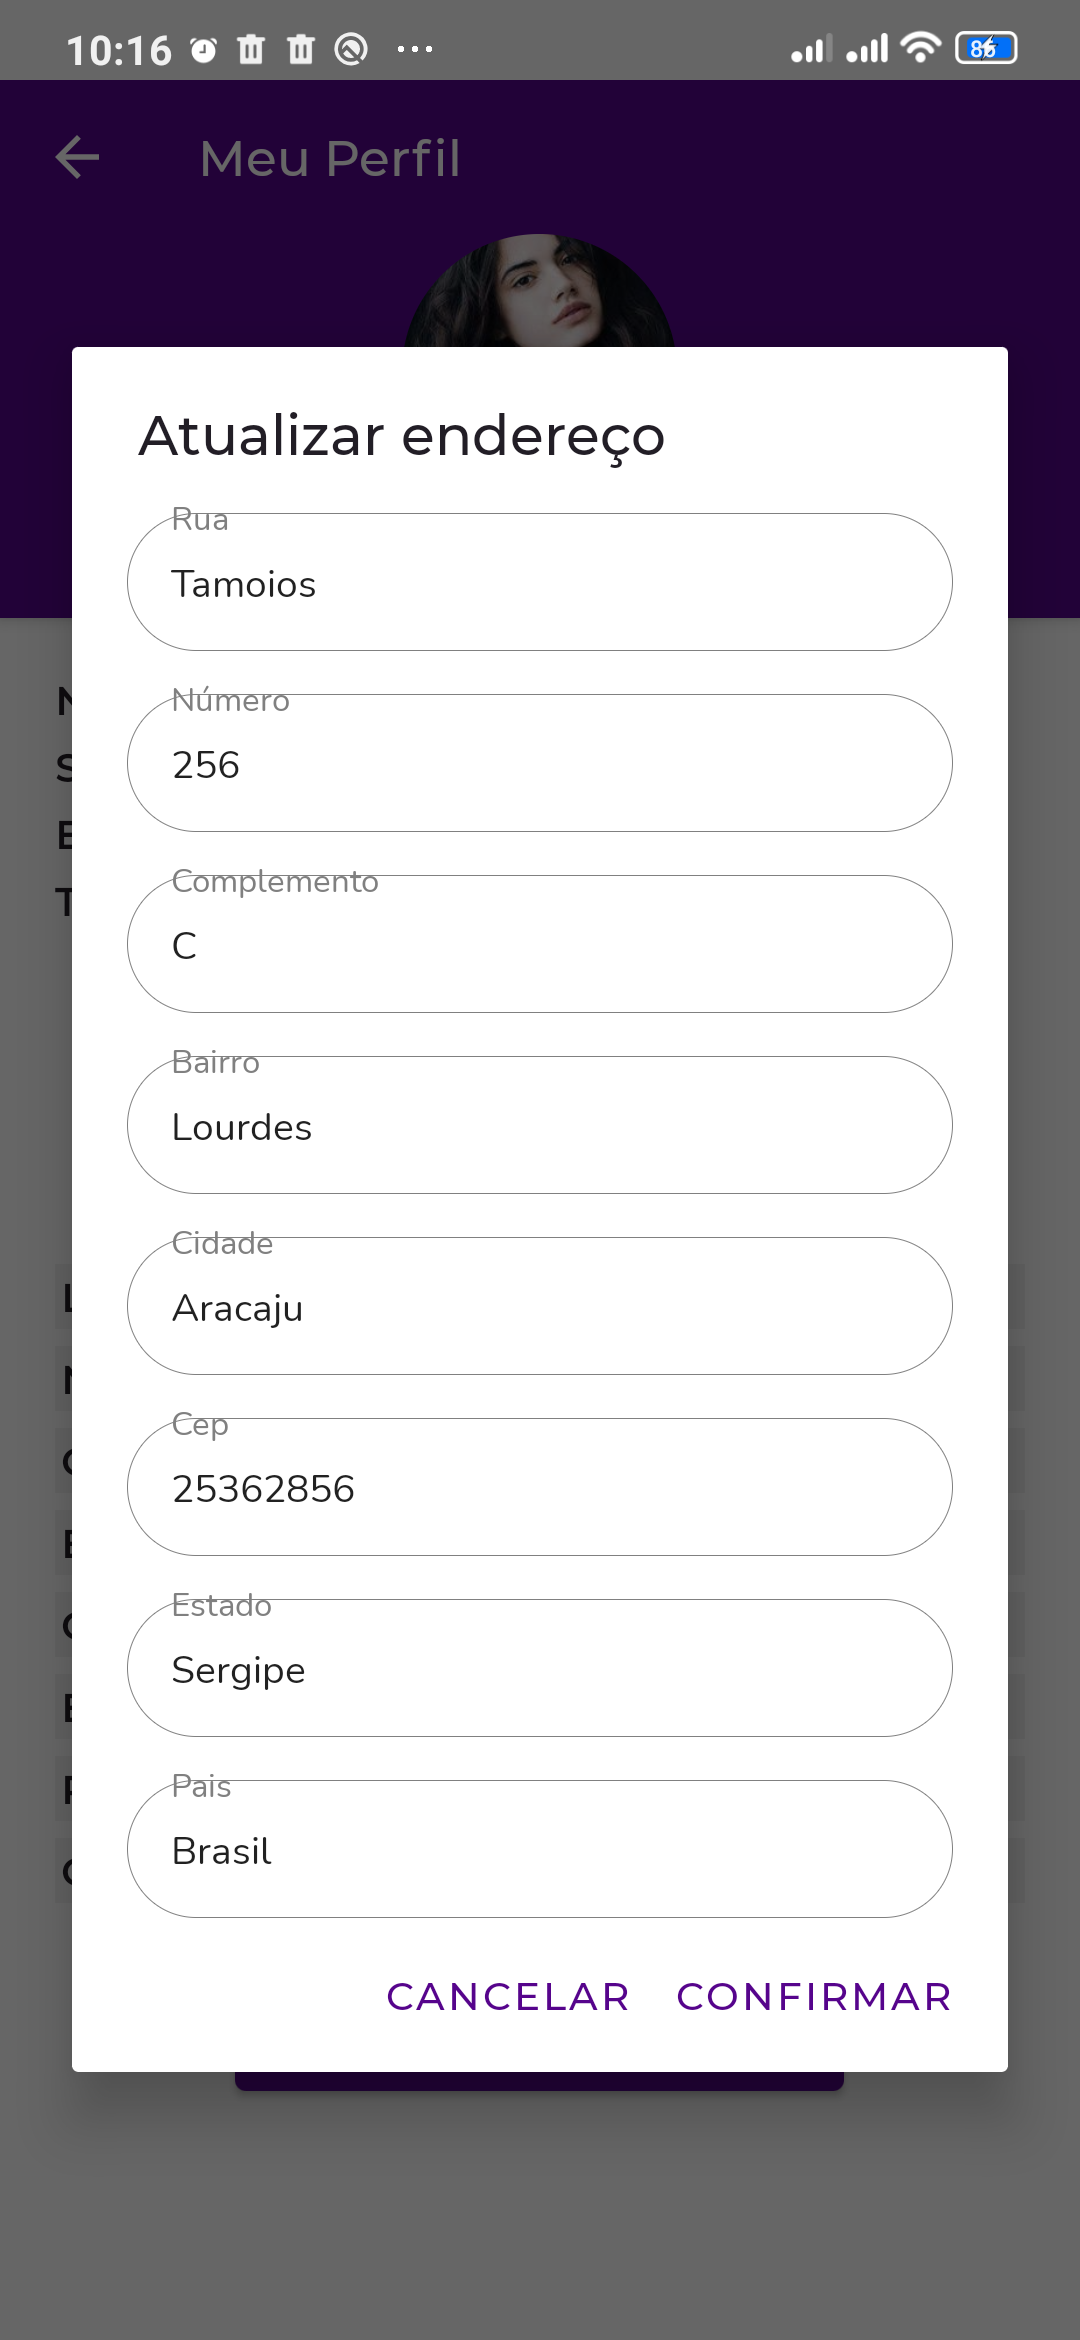 10:16
86
Meu Perfil
Atualizar endereço
Rua
Tamoios
Número
256
Complemento
C
Bairro
Lourdes
Cidade
Aracaju
Cep
25362856
Estado
Sergipe
Pais
Brasil
CANCELAR CONFIRMAR